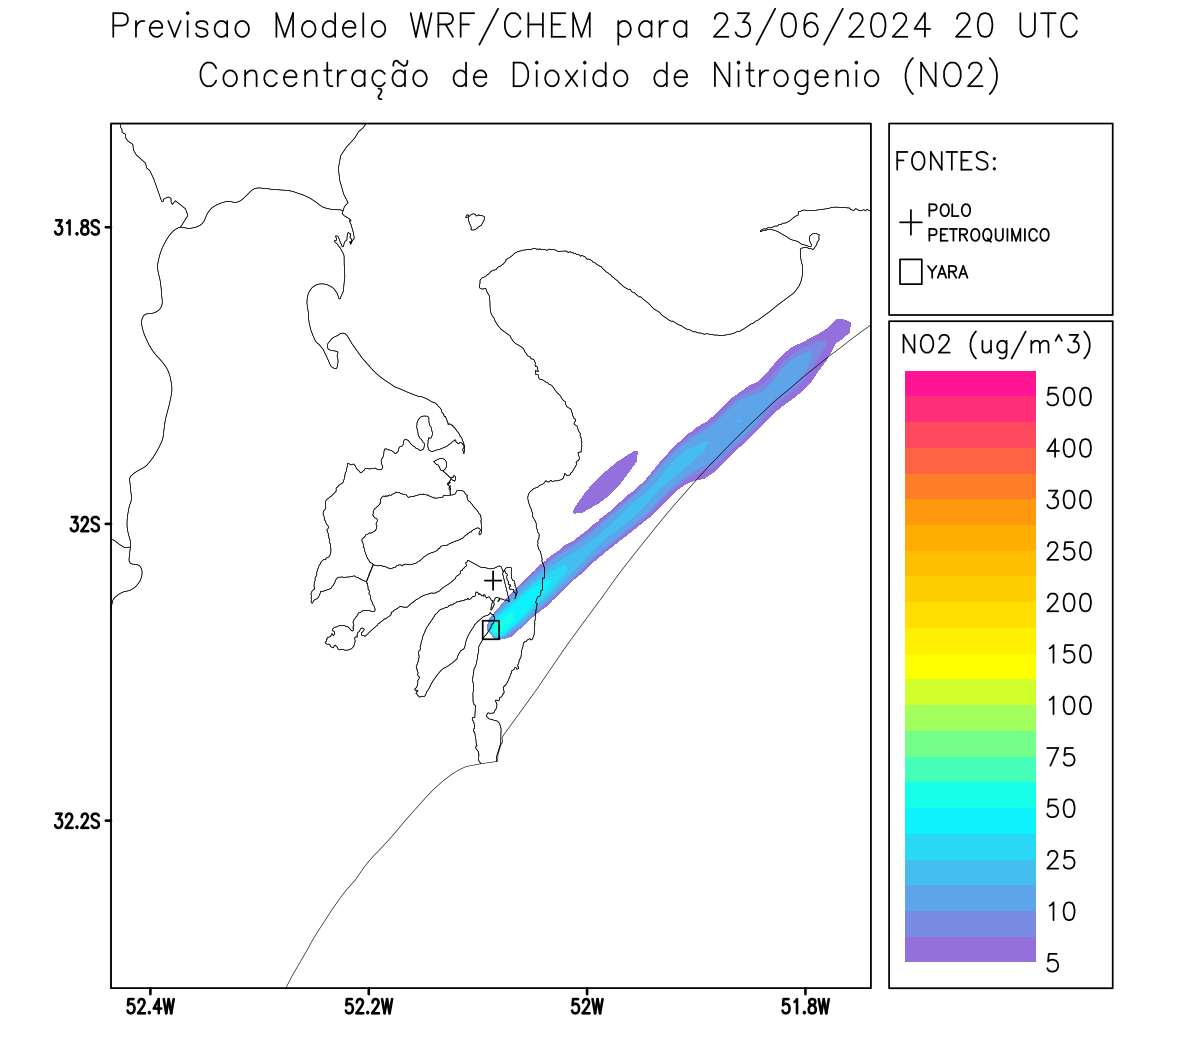 Previsao Modelo WRF/CHEM para 23/06/2024 20 UTC
Concentração de Dioxido de Nitrogenio (NO2)
FONTES:
POLO
PETROQUIMICO
YARA
31.8S
32S
32.2S
52.4W
52.2W
52W
51.8W
NO2 (ug/m^3)
500
400
300
250
200
150
100
75
50
25
10
5